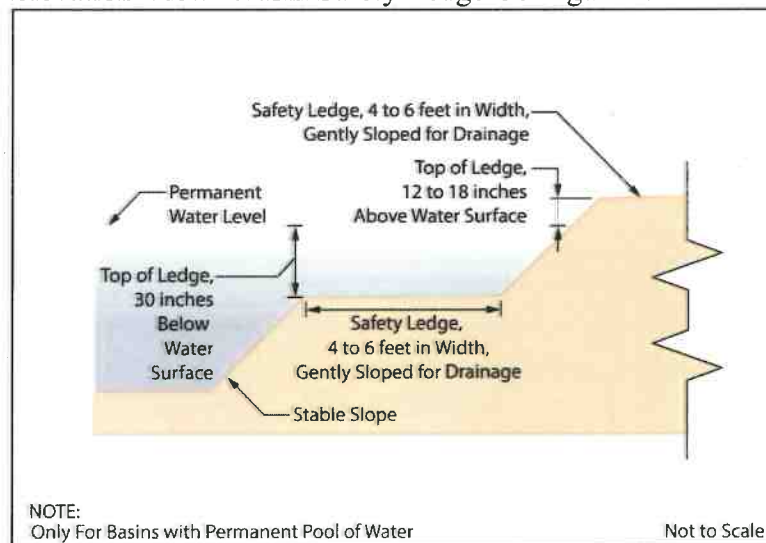 Safety Ledge, 4 to 6 feet in Width,
Gently Sloped for Drainage
Top of Ledge,
12 to 18 inches
Above Water Surface
Permanent
Water Level
Top of Ledge,
30 inches
Below
Water
Surface
Safety Ledge,
4 to 6 feet in Width,
Gently Sloped for Drainage
Stable Slope
NOTE:
Only For Basins with Permanent Pool of Water
Not to Scale